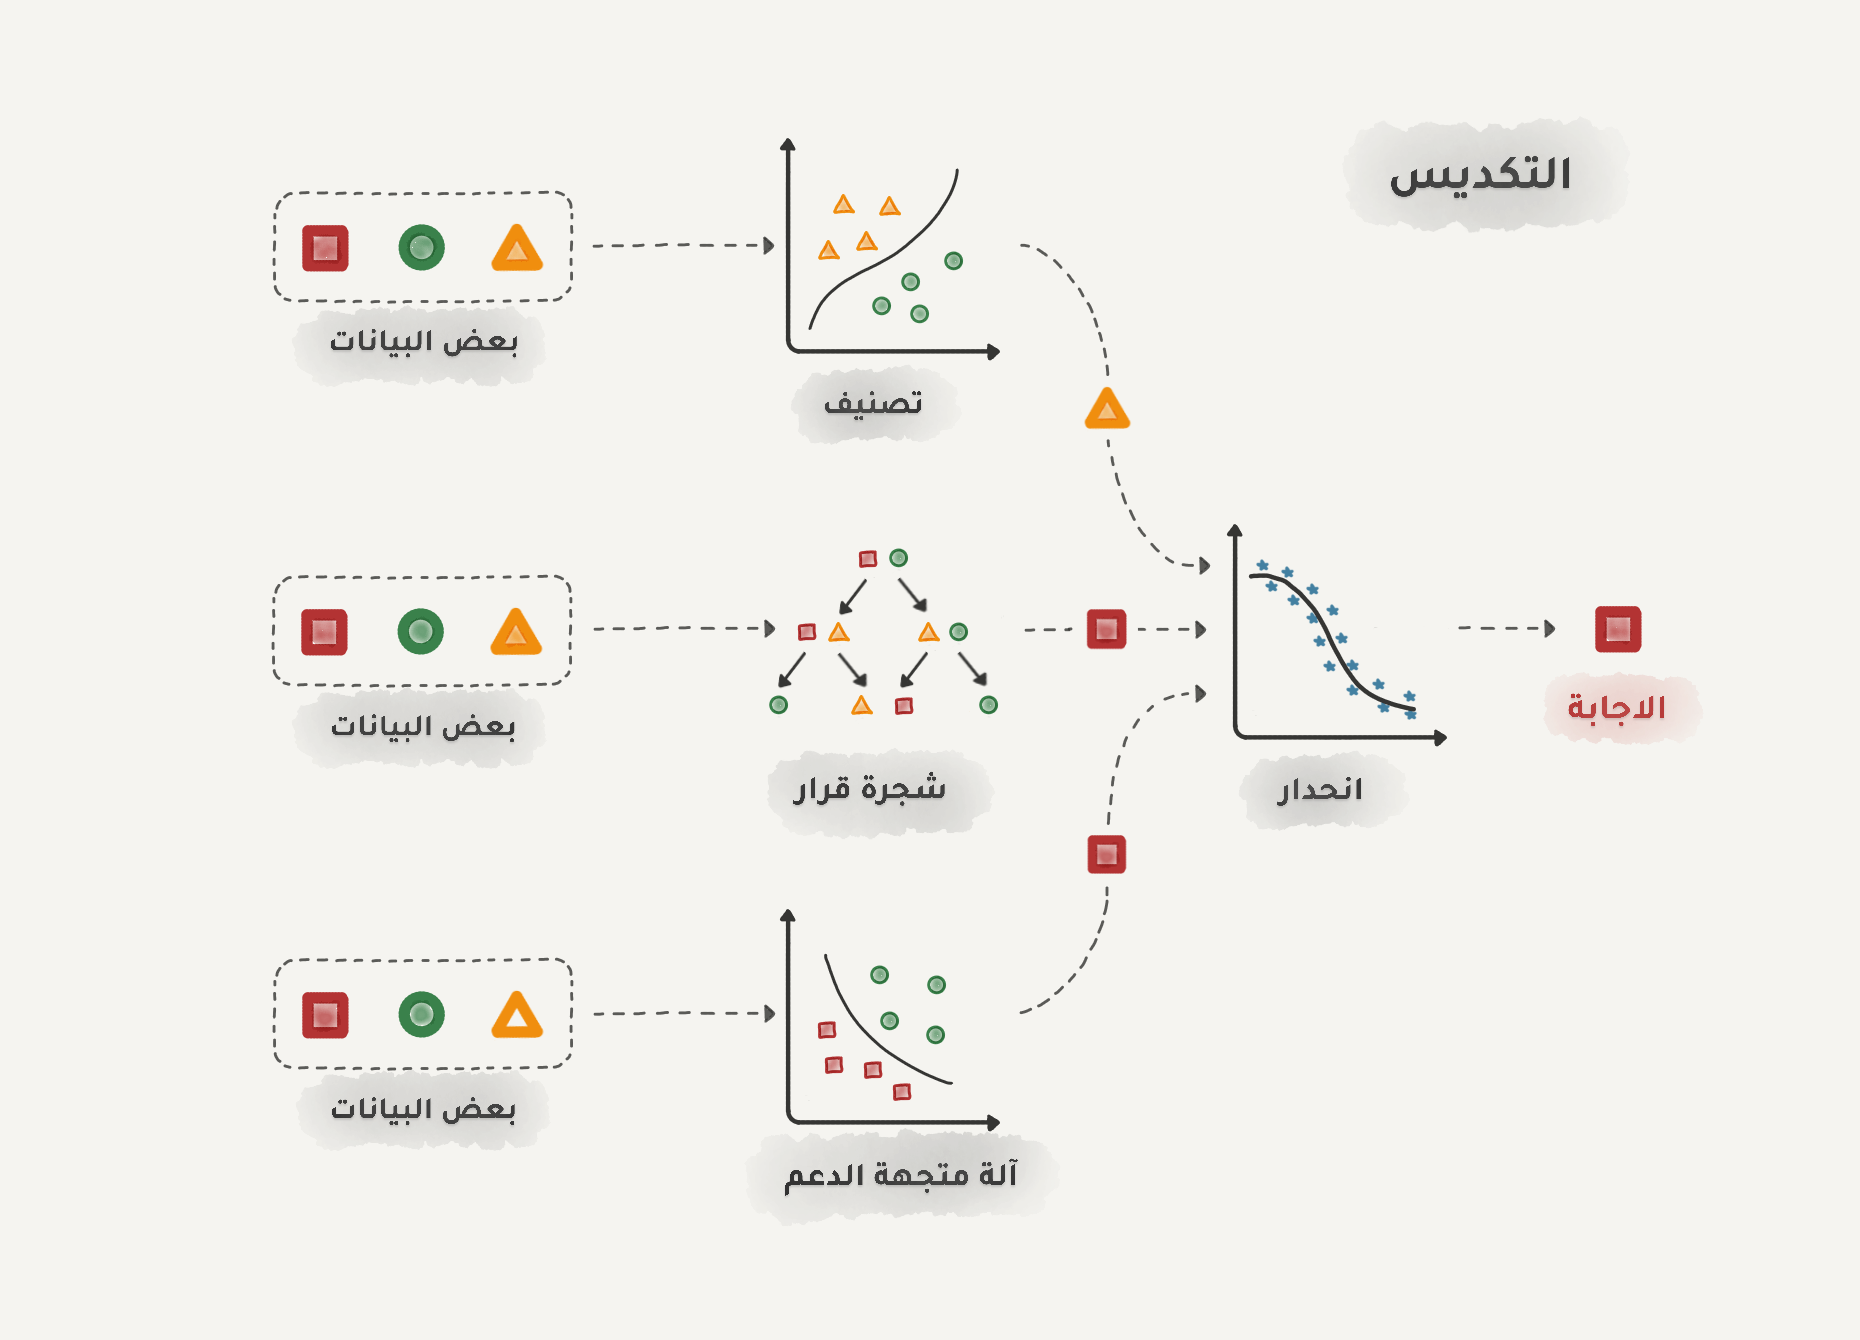 التكديس
بعض البيانات
تصنيف
بعض البيانات
شجرة قرار
انحدار
الاجابة
بعض البيانات
آلة متجهة الدعم